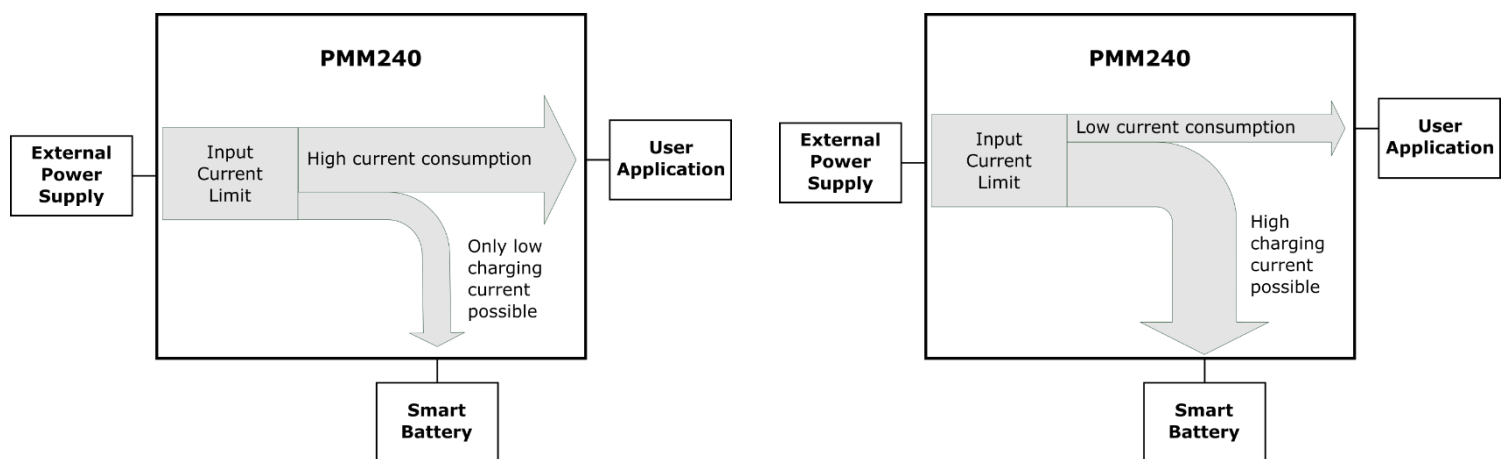 PMM240
External
Power
Supply
Input
Current
Limit
High current consumption
User
Application
Only low
charging
current
possible
Smart
Battery
PMM240
External
Power
Supply
Input
Current
Limit
Low current consumption
User
Application
High
charging
current
possible
Smart
Battery